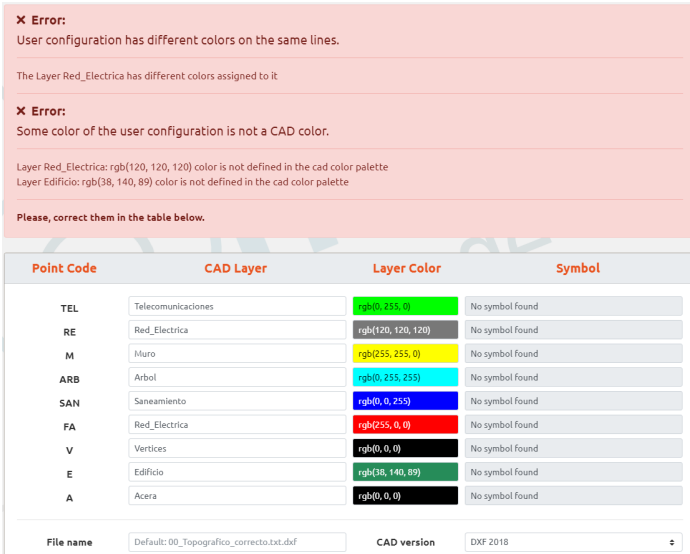 ✕ Error:
User configuration has different colors on the same lines.
The Layer Red_Electrica has different colors assigned to it
✕ Error:
Some color of the user configuration is not a CAD color.
Layer Red_Electrica: rgb(120, 120, 120) color is not defined in the cad color palette
Layer Edificio: rgb(38, 140, 89) color is not defined in the cad color palette
Please, correct them in the table below.
Point Code CAD Layer Layer Color Symbol
TEL Telecomunicaciones rgb(0, 255, 0) No symbol found
RE Red_Electrica rgb(120, 120, 120) No symbol found
M Muro rgb(255, 255, 0) No symbol found
ARB Arbol rgb(0, 255, 255) No symbol found
SAN Saneamiento rgb(0, 0, 255) No symbol found
FA Red_Electrica rgb(255, 0, 0) No symbol found
V Vertices rgb(0, 0, 0) No symbol found
E Edificio rgb(38, 140, 89) No symbol found
A Acera rgb(0, 0, 0) No symbol found
File name Default: 00_Topografico_correcto.txt.dxf CAD version DXF 2018